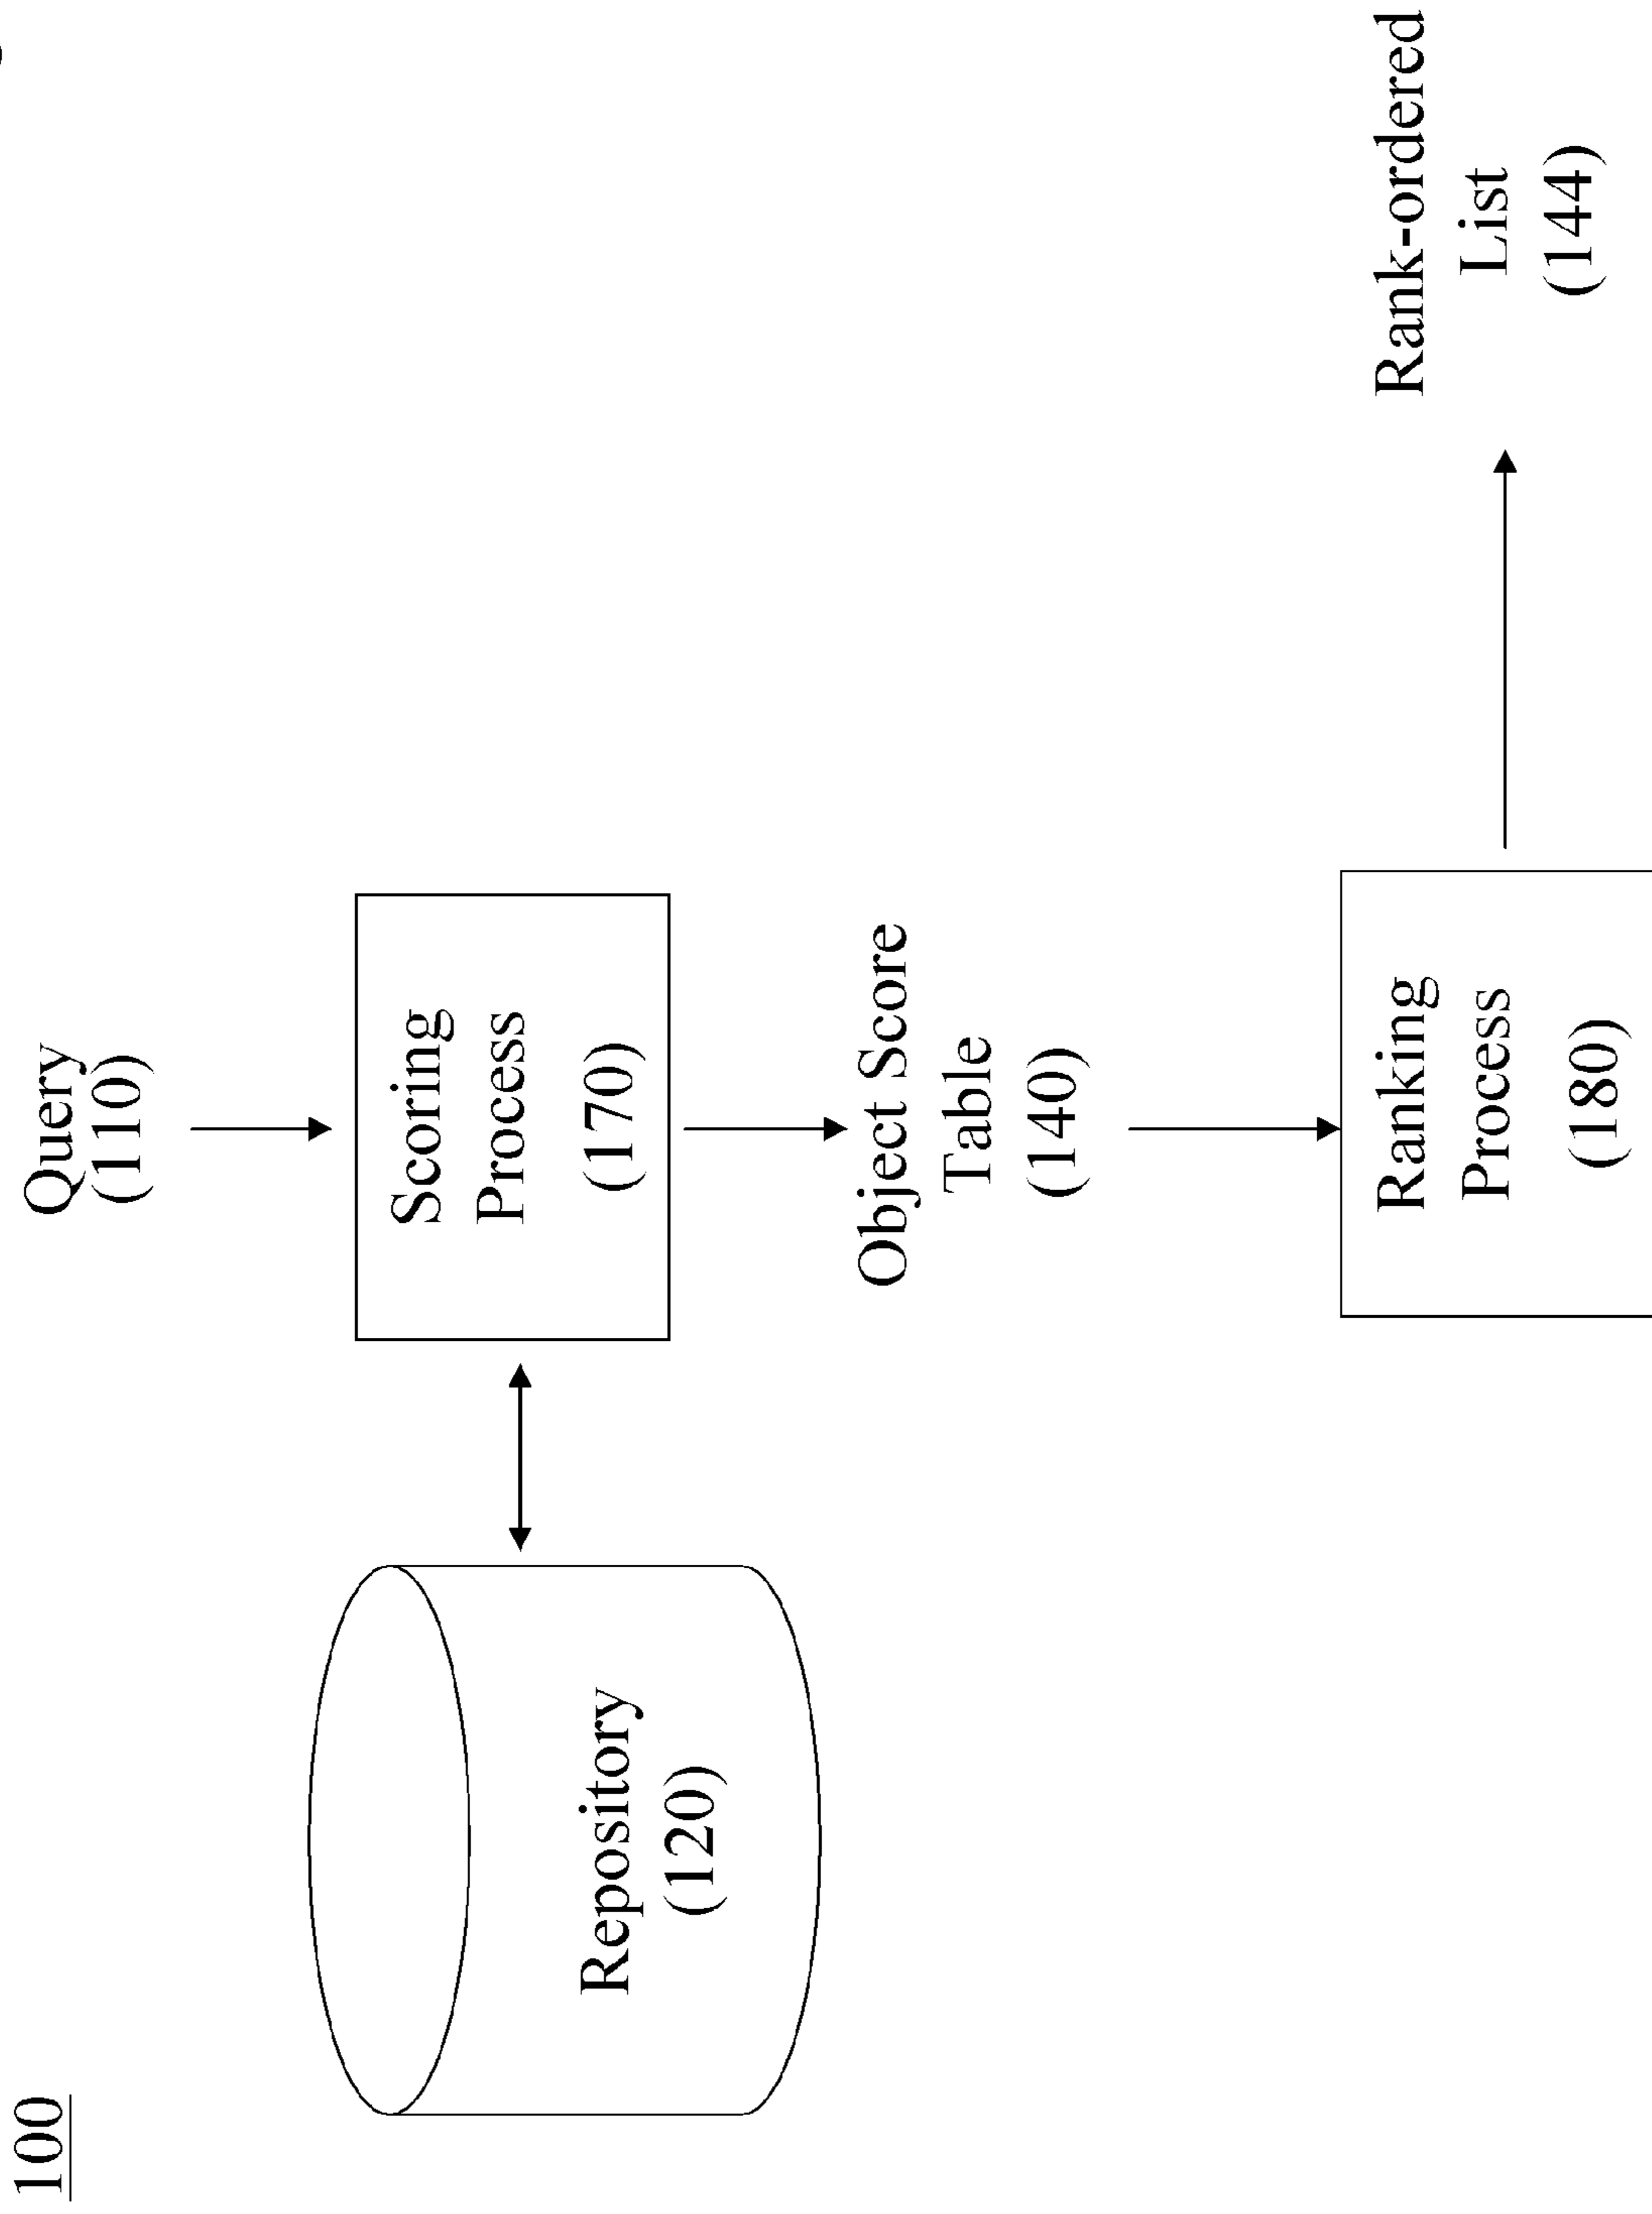 100
Query
(110)
Repository
(120)
Scoring
Process
(170)
Object Score
Table
(140)
Ranking
Process
(180)
Rank-ordered
List
(144)